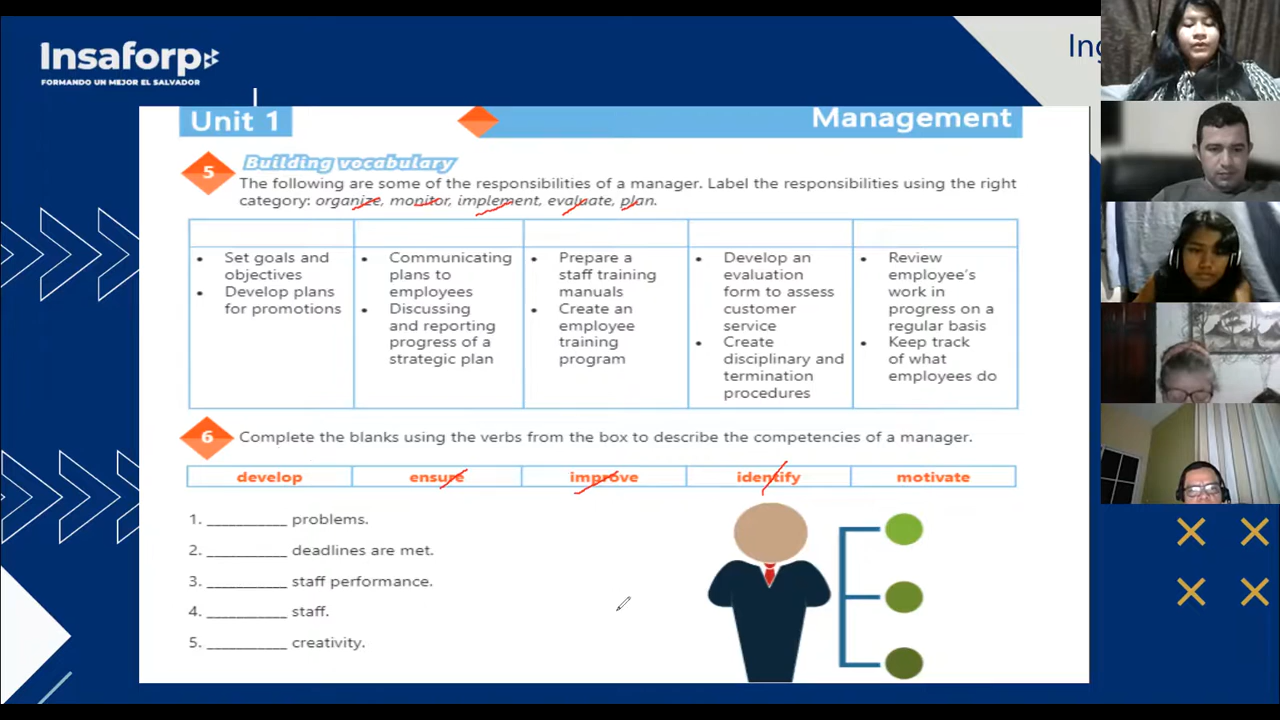 Insaforp
FORMANDO UN MEJOR EL SALVADOR
Ing
Unit 1
Management
5
Building vocabulary
The following are some of the responsibilities of a manager. Label the responsibilities using the right
category: organize, monitor, implement, evaluate, plan.
• Set goals and
objectives
• Develop plans
for promotions
• Communicating
plans to
employees
• Discussing
and reporting
progress of a
strategic plan
• Prepare a
staff training
manuals
• Create an
employee
training
program
• Develop an
evaluation
form to assess
customer
service
• Create
disciplinary and
termination
procedures
• Review
employee's
work in
progress on a
regular basis
• Keep track
of what
employees do
6
Complete the blanks using the verbs from the box to describe the competencies of a manager.
develop ensure improve identify motivate
1. ___________ problems.
2. ___________ deadlines are met.
3. ___________ staff performance.
4. ___________ staff.
5. ___________ creativity.